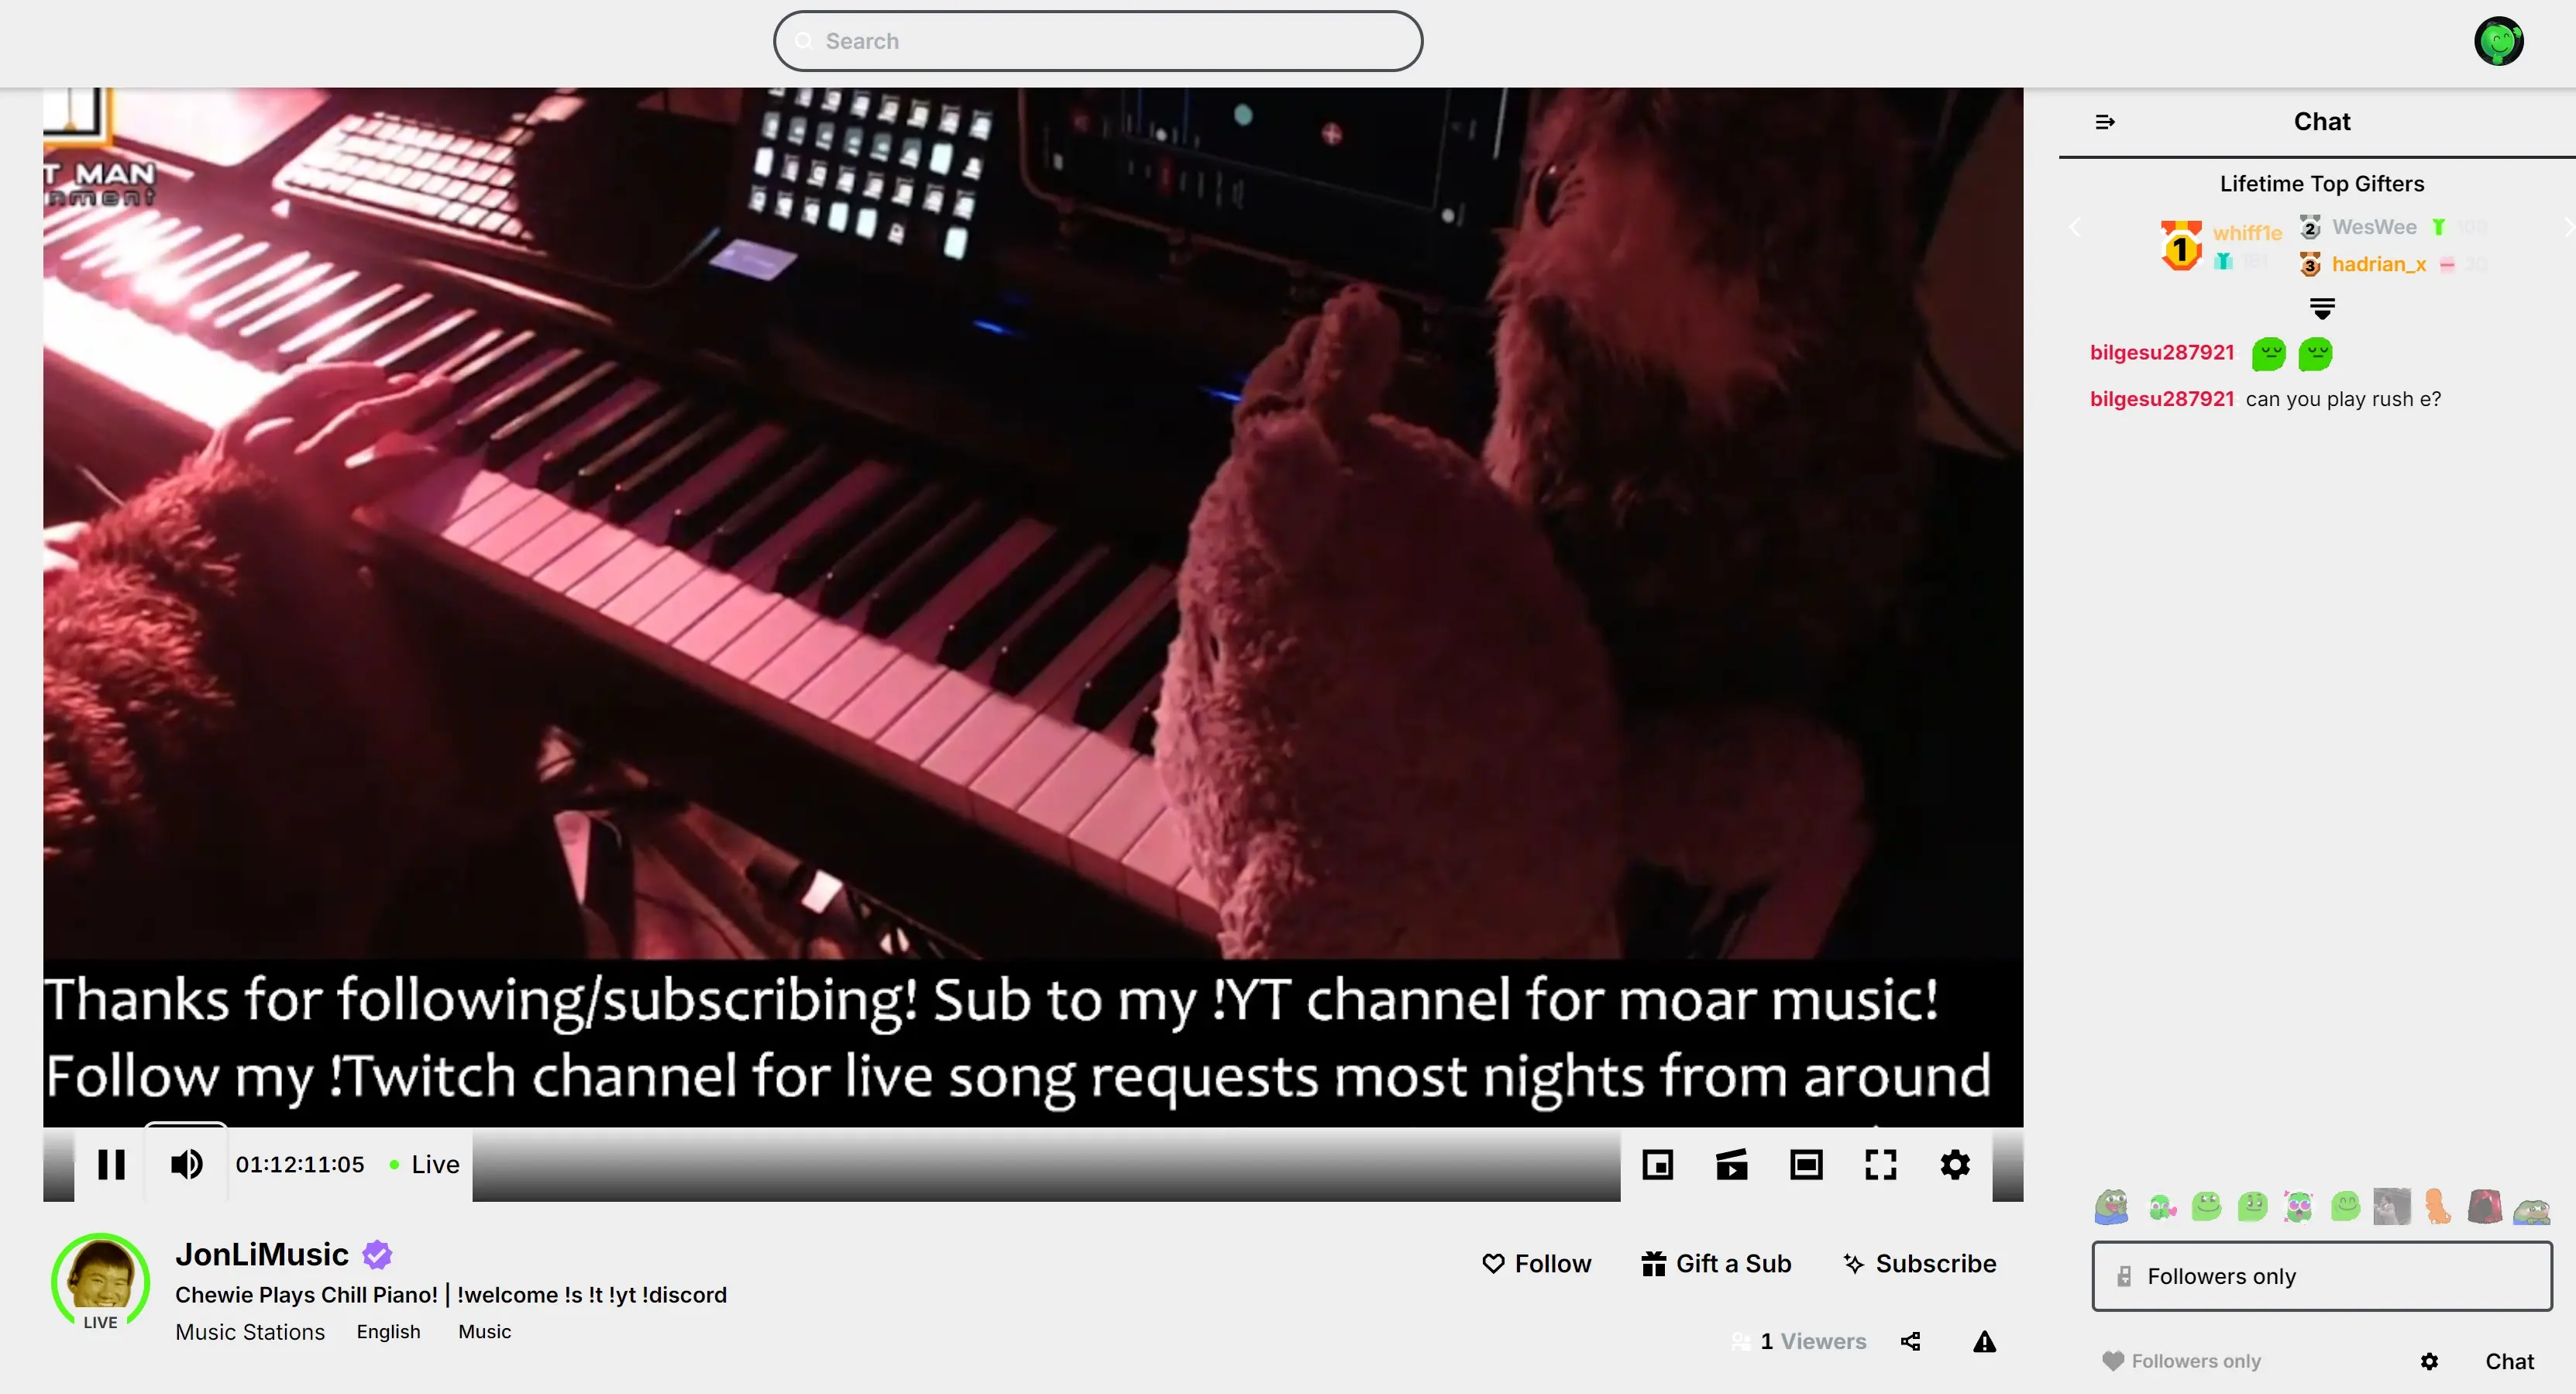 Search
T MAN
nment
Thanks for following/subscribing! Sub to my !YT channel for moar music!
Follow my !Twitch channel for live song requests most nights from around
01:12:11:05
Live
LIVE
JonLiMusic
Chewie Plays Chill Piano! | !welcome !s !t !yt !discord
Music Stations English Music
Follow Gift a Sub Subscribe
1 Viewers
Chat
Lifetime Top Gifters
1 whiff1e
2 WesWee
3 hadrian_x
bilgesu287921
bilgesu287921 can you play rush e?
Followers only
Followers only
Chat